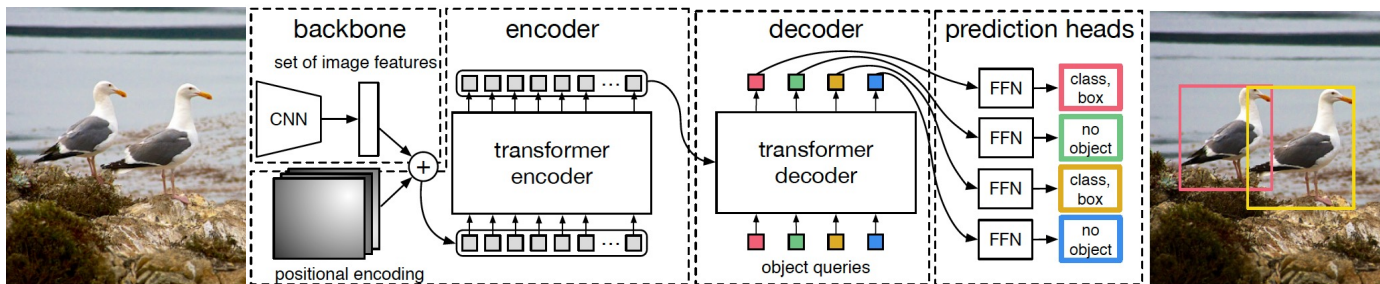 backbone
set of image features
CNN
+
positional encoding
encoder
...
transformer
encoder
...
decoder
transformer
decoder
object queries
prediction heads
FFN
class,
box
FFN
no
object
FFN
class,
box
FFN
no
object